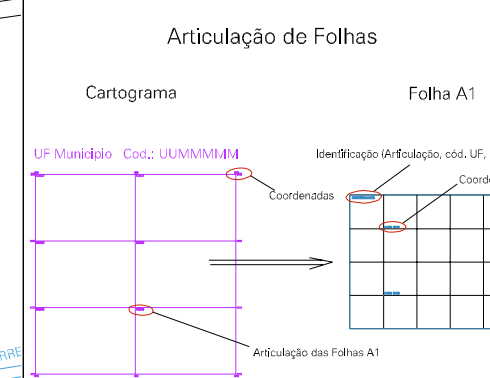 Articulação de Folhas
Cartograma
Folha A1
UF Municipio Cod.: UUMMMMM
Identificação (Articulação, cód. UF,
Coordenadas
Articulação das Folhas A1